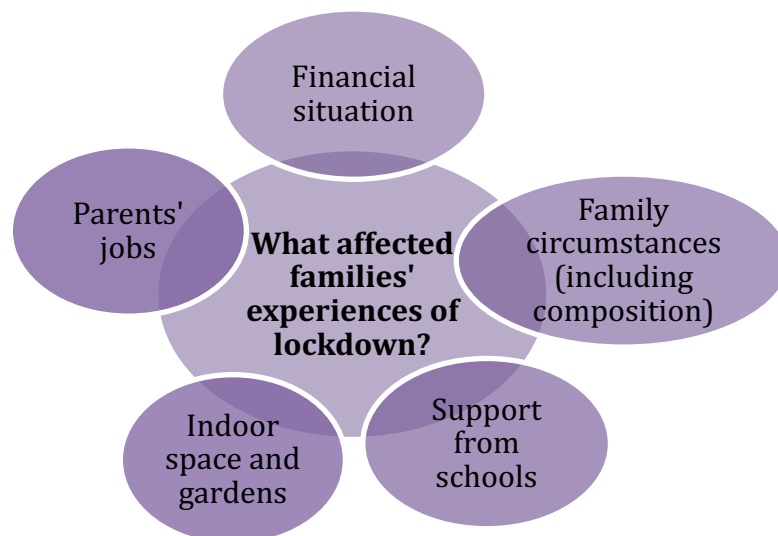 Financial
situation
Parents'
jobs
What affected
families'
experiences of
lockdown?
Family
circumstances
(including
composition)
Indoor
space and
gardens
Support
from
schools